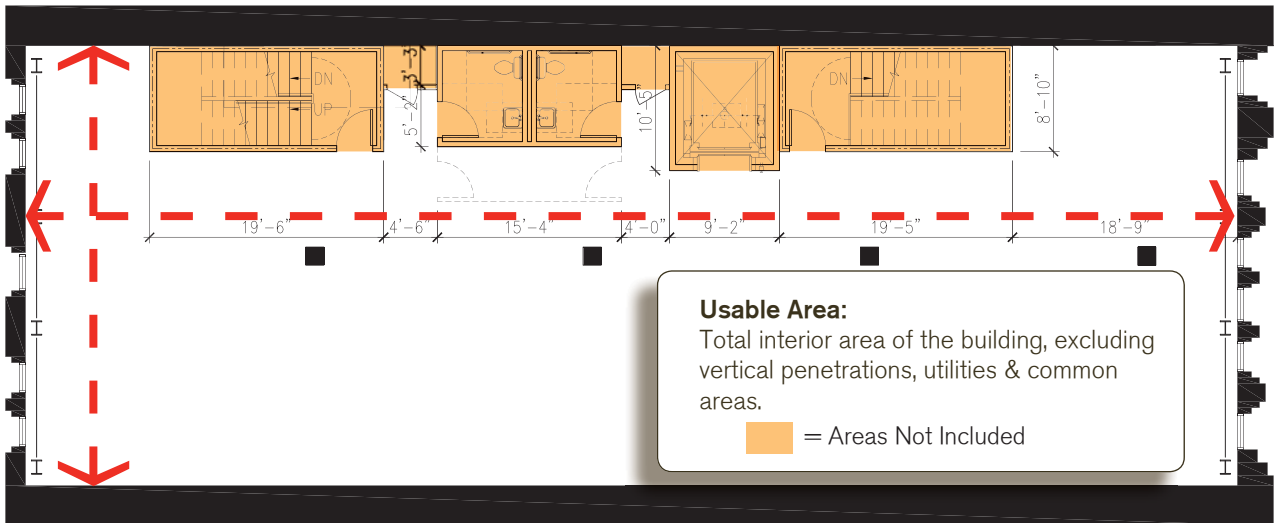 3'-3"
DN
UP
5'-2"
10'-5"
DN
8'-10"
19'-6"
4'-6"
15'-4"
4'-0"
9'-2"
19'-5"
18'-9"
Usable Area:
Total interior area of the building, excluding
vertical penetrations, utilities & common
areas.
= Areas Not Included